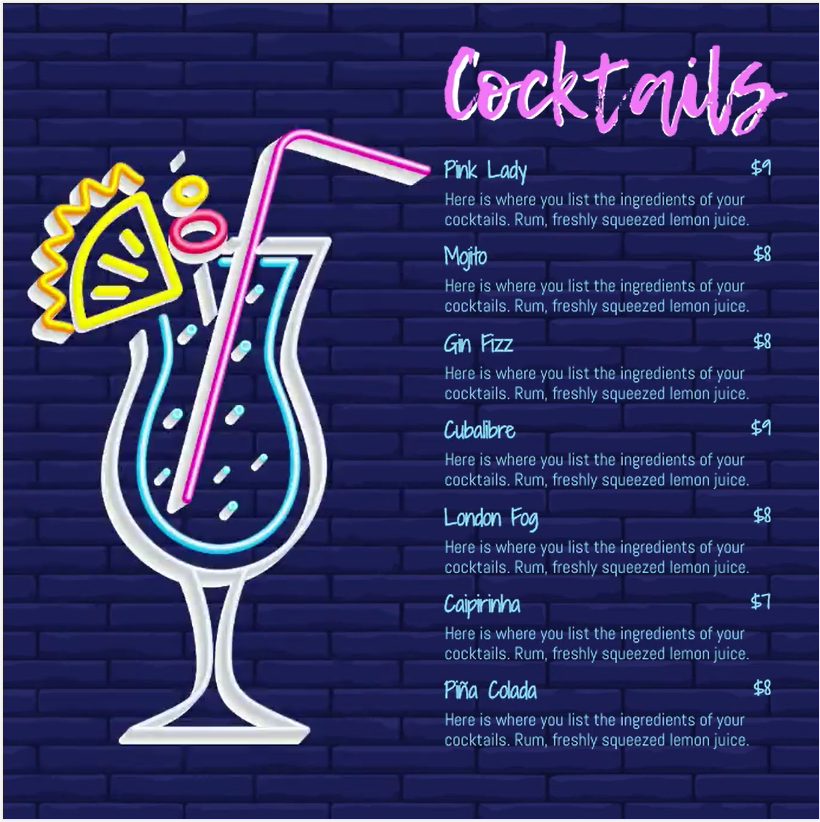 Cocktails
Pink Lady $9
Here is where you list the ingredients of your
cocktails. Rum, freshly squeezed lemon juice.
Mojito $8
Here is where you list the ingredients of your
cocktails. Rum, freshly squeezed lemon juice.
Gin Fizz $8
Here is where you list the ingredients of your
cocktails. Rum, freshly squeezed lemon juice.
Cubalibre $9
Here is where you list the ingredients of your
cocktails. Rum, freshly squeezed lemon juice.
London Fog $8
Here is where you list the ingredients of your
cocktails. Rum, freshly squeezed lemon juice.
Caipirinha $7
Here is where you list the ingredients of your
cocktails. Rum, freshly squeezed lemon juice.
Piña Colada $8
Here is where you list the ingredients of your
cocktails. Rum, freshly squeezed lemon juice.